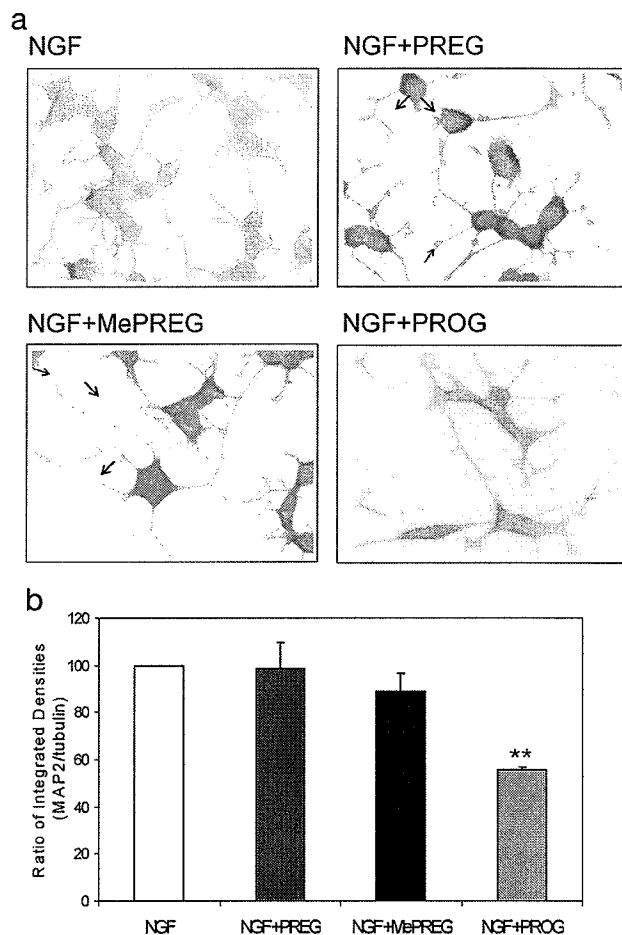 a
NGF
NGF+PREG
NGF+MePREG
NGF+PROG
b
Ratio of Integrated Densities
(MAP2/tubulin)
120
100
80
60
40
20
0
**
NGF
NGF+PREG
NGF+MePREG
NGF+PROG